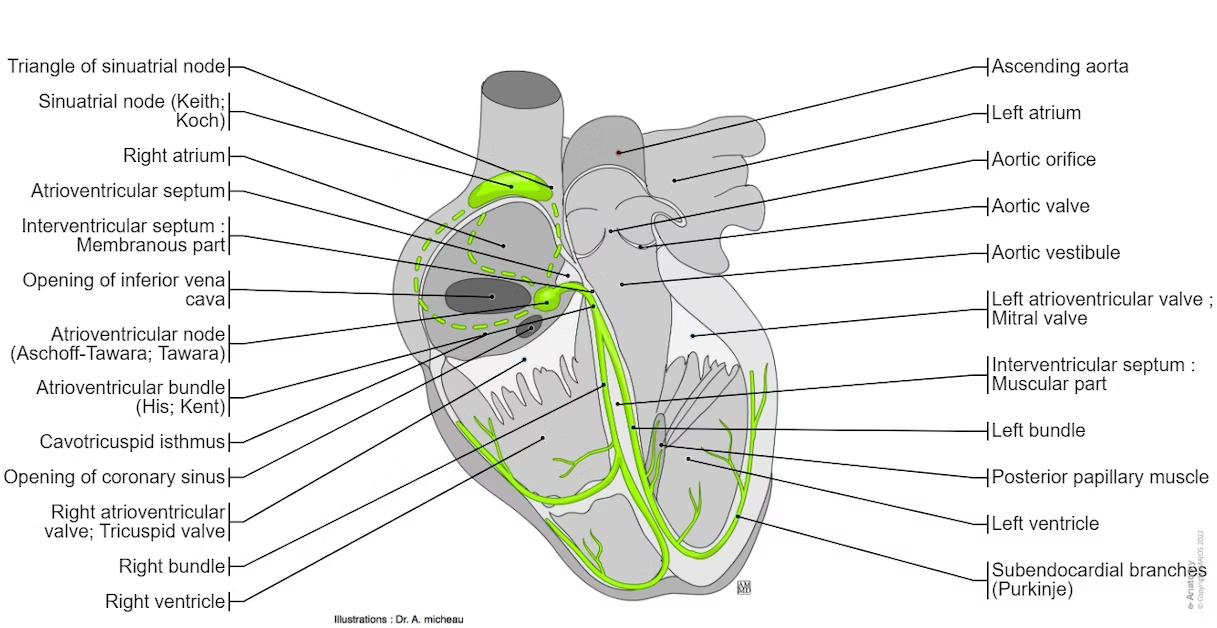 Triangle of sinuatrial node
Sinuatrial node (Keith;
Koch)
Right atrium
Atrioventricular septum
Interventricular septum :
Membranous part
Opening of inferior vena
cava
Atrioventricular node
(Aschoff-Tawara; Tawara)
Atrioventricular bundle
(His; Kent)
Cavotricuspid isthmus
Opening of coronary sinus
Right atrioventricular
valve; Tricuspid valve
Right bundle
Right ventricle
Ascending aorta
Left atrium
Aortic orifice
Aortic valve
Aortic vestibule
Left atrioventricular valve ;
Mitral valve
Interventricular septum :
Muscular part
Left bundle
Posterior papillary muscle
Left ventricle
Subendocardial branches
(Purkinje)
AM
MD
Illustrations : Dr. A. micheau